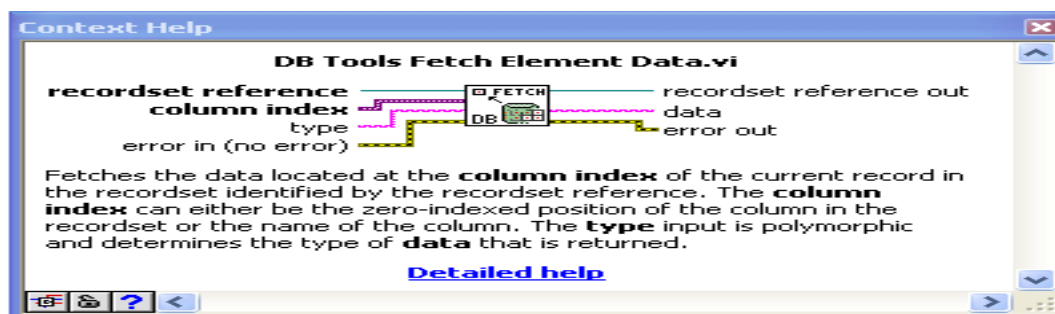 Context Help
DB Tools Fetch Element Data.vi
recordset reference
column index
type
error in (no error)
FETCH
DB
recordset reference out
data
error out
Fetches the data located at the column index of the current record in
the recordset identified by the recordset reference. The column
index can either be the zero-indexed position of the column in the
recordset or the name of the column. The type input is polymorphic
and determines the type of data that is returned.
Detailed help
?